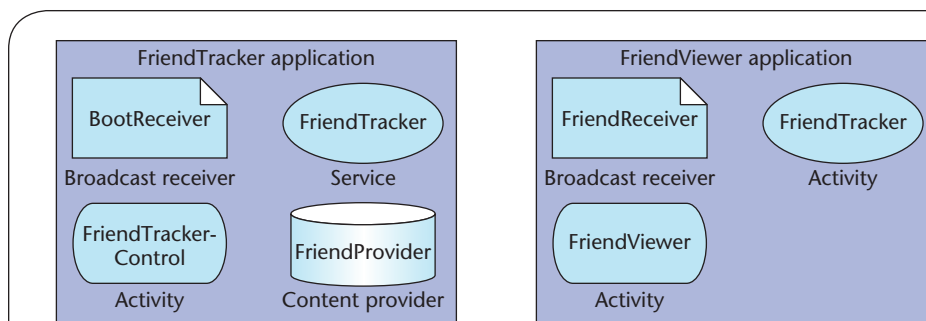 FriendTracker application
BootReceiver
FriendTracker
Broadcast receiver
Service
FriendTracker-
Control
FriendProvider
Activity
Content provider
FriendViewer application
FriendReceiver
FriendTracker
Broadcast receiver
Activity
FriendViewer
Activity